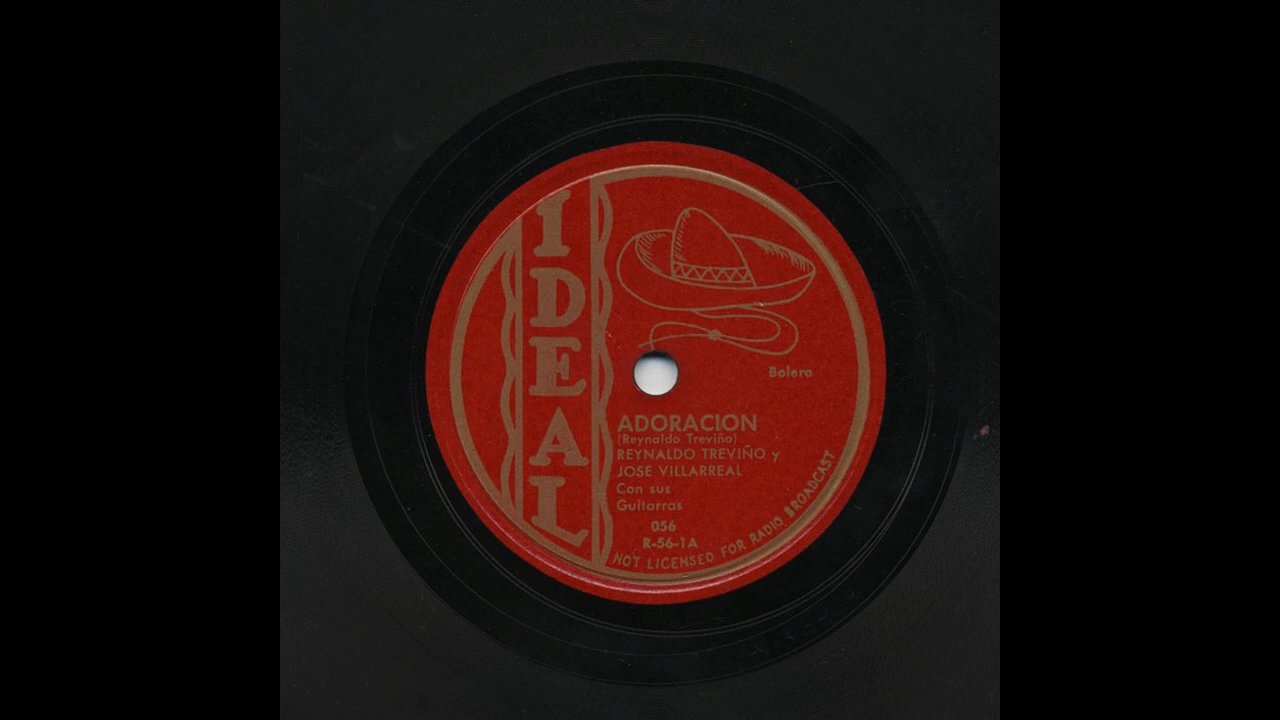 IDEAL
Bolero
ADORACION
(Reynaldo Treviño)
REYNALDO TREVIÑO y
JOSE VILLARREAL
Con sus
Guitarras
056
R-56-1A
NOT LICENSED FOR RADIO BROADCAST